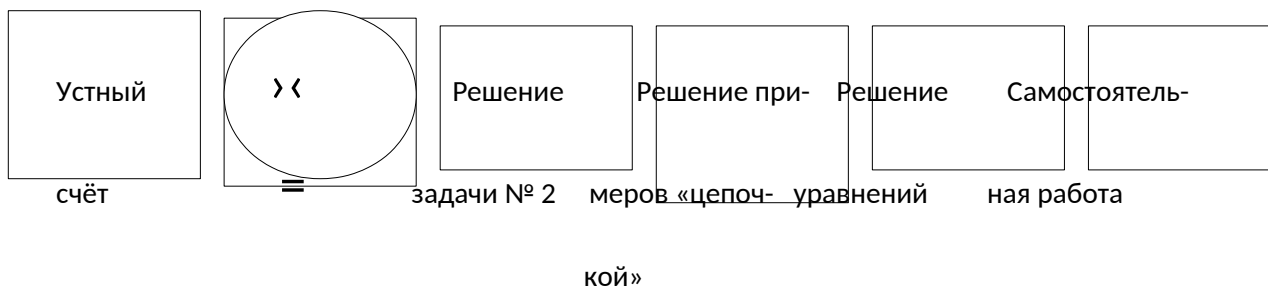 Устный > < Решение Решение при- Решение Самостоятель-
счёт = задачи № 2 меров «цепоч- уравнений ная работа
кой»